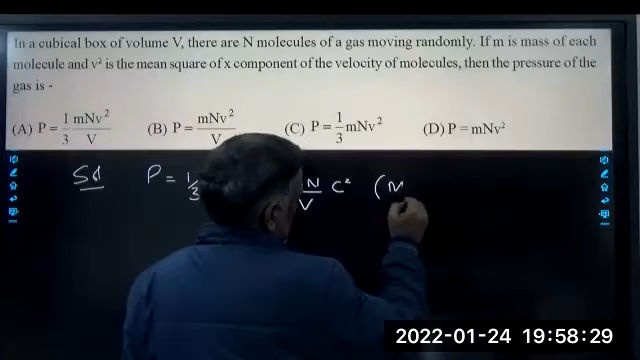 In a cubical box of volume V, there are N molecules of a gas moving randomly. If m is mass of each
molecule and v² is the mean square of x component of the velocity of molecules, then the pressure of the
gas is -
(A) P = 1/3 mNv²/V (B) P = mNv²/V (C) P = 1/3 mNv² (D) P = mNv²
Sol P = 1/3 N/V C² (N
2022-01-24 19:58:29